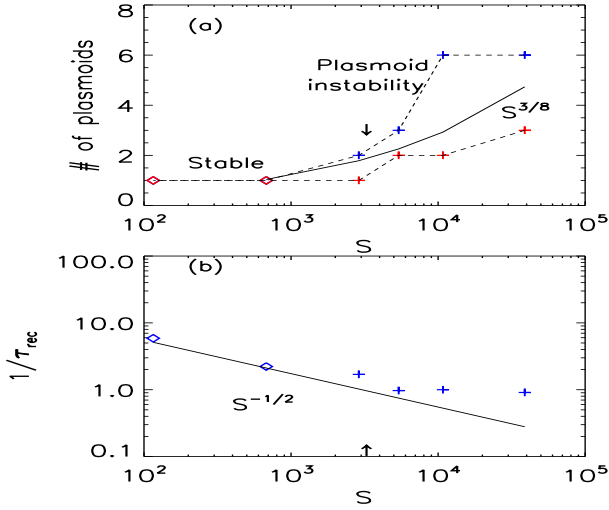 8
(a)
6
Plasmoid
instability
4
S^3/8
2
Stable
0
# of plasmoids
10^2 10^3 10^4 10^5
S
100.0
(b)
10.0
1/τ_rec
1.0
S^-1/2
0.1
10^2 10^3 10^4 10^5
S